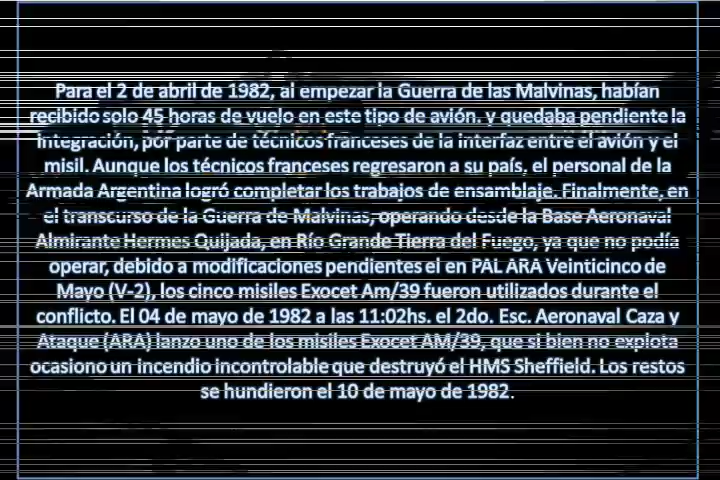 Para el 2 de abril de 1982, al empezar la Guerra de las Malvinas, habían
recibido solo 45 horas de vuelo en este tipo de avión. y quedaba pendiente la
integración, por parte de técnicos franceses de la interfaz entre el avión y el
misil. Aunque los técnicos franceses regresaron a su país, el personal de la
Armada Argentina logró completar los trabajos de ensamblaje. Finalmente, en
el transcurso de la Guerra de Malvinas, operando desde la Base Aeronaval
Almirante Hermes Quijada, en Río Grande Tierra del Fuego, ya que no podía
operar, debido a modificaciones pendientes el en PAL ARA Veinticinco de
Mayo (V-2), los cinco misiles Exocet Am/39 fueron utilizados durante el
conflicto. El 04 de mayo de 1982 a las 11:02hs. el 2do. Esc. Aeronaval Caza y
Ataque (ARA) lanzo uno de los misiles Exocet AM/39, que si bien no explota
ocasiono un incendio incontrolable que destruyó el HMS Sheffield. Los restos
se hundieron el 10 de mayo de 1982.